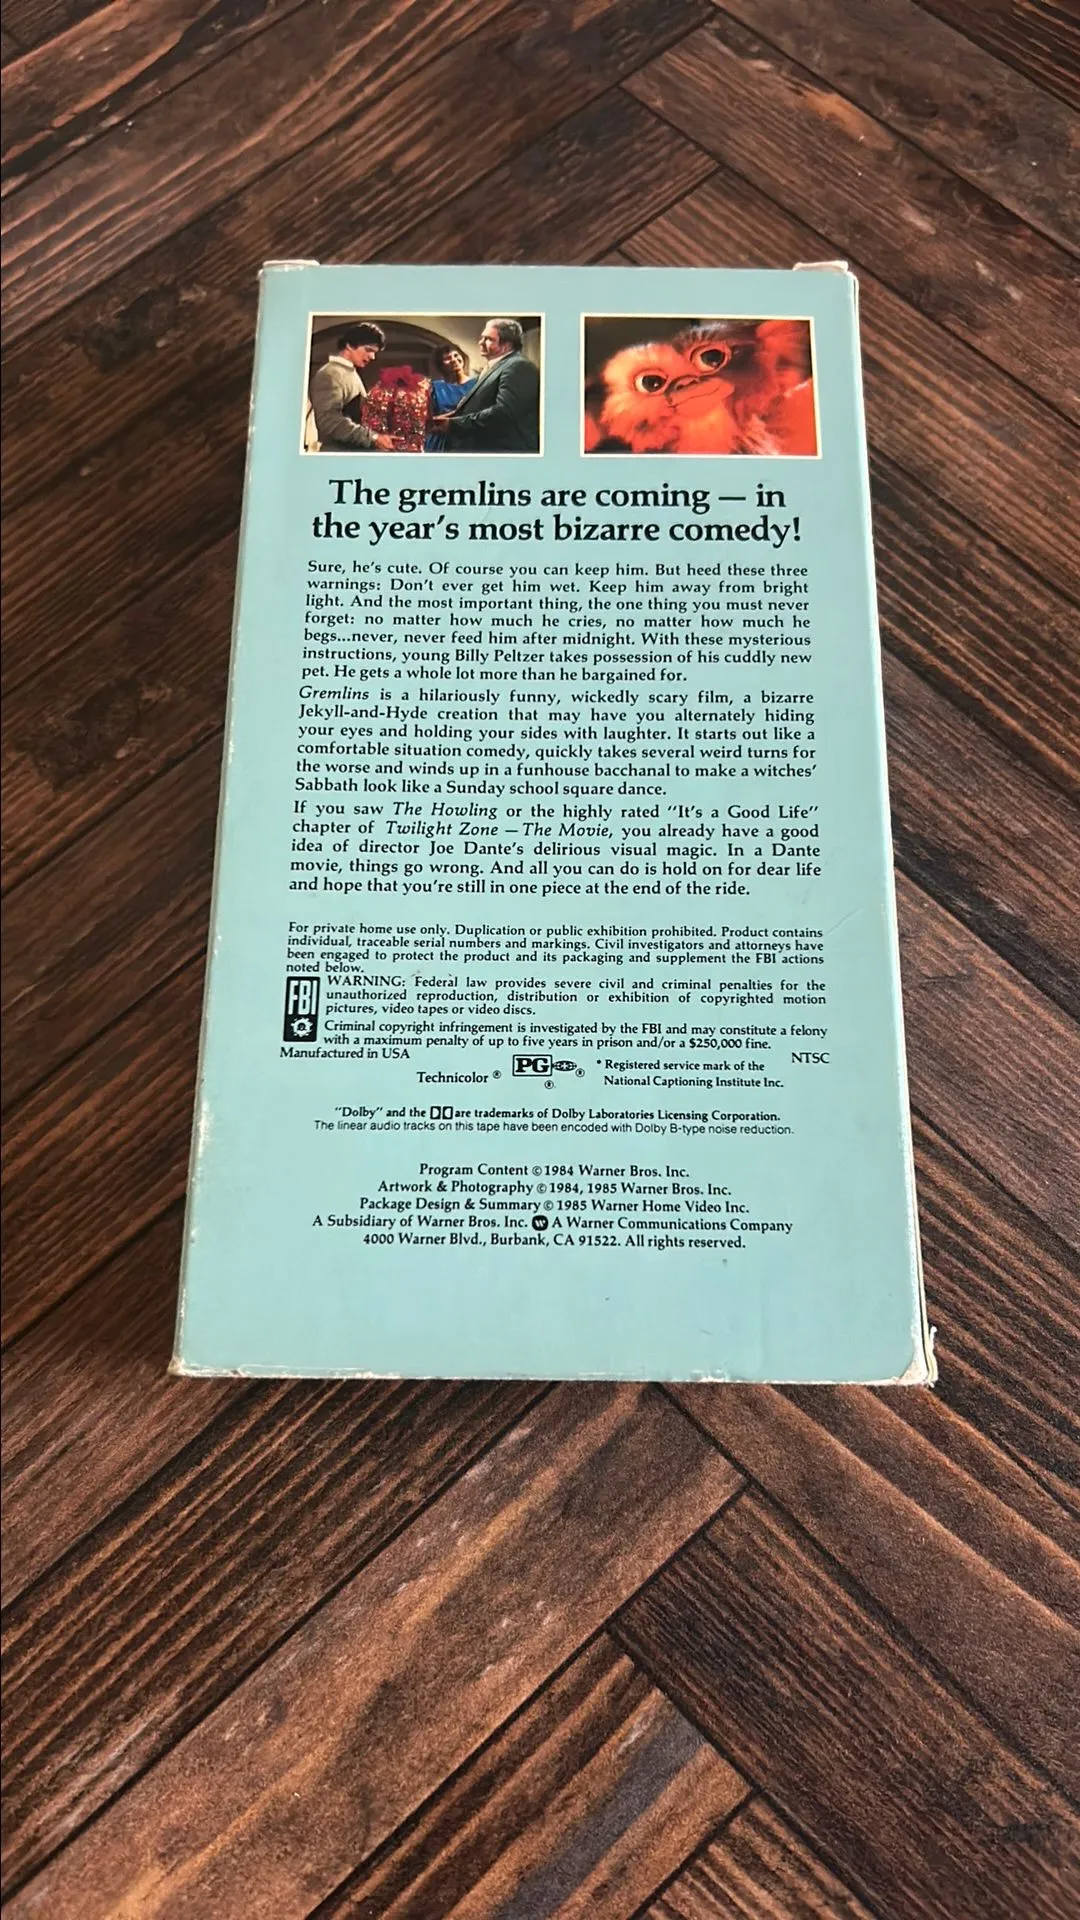 The gremlins are coming — in
the year's most bizarre comedy!
Sure, he's cute. Of course you can keep him. But heed these three
warnings: Don't ever get him wet. Keep him away from bright
light. And the most important thing, the one thing you must never
forget: no matter how much he cries, no matter how much he
begs...never, never feed him after midnight. With these mysterious
instructions, young Billy Peltzer takes possession of his cuddly new
pet. He gets a whole lot more than he bargained for.
Gremlins is a hilariously funny, wickedly scary film, a bizarre
Jekyll-and-Hyde creation that may have you alternately hiding
your eyes and holding your sides with laughter. It starts out like a
comfortable situation comedy, quickly takes several weird turns for
the worse and winds up in a funhouse bacchanal to make a witches'
Sabbath look like a Sunday school square dance.
If you saw The Howling or the highly rated "It's a Good Life"
chapter of Twilight Zone — The Movie, you already have a good
idea of director Joe Dante's delirious visual magic. In a Dante
movie, things go wrong. And all you can do is hold on for dear life
and hope that you're still in one piece at the end of the ride.
For private home use only. Duplication or public exhibition prohibited. Product contains
individual, traceable serial numbers and markings. Civil investigators and attorneys have
been engaged to protect the product and its packaging and supplement the FBI actions
noted below.
FBI
WARNING: Federal law provides severe civil and criminal penalties for the
unauthorized reproduction, distribution or exhibition of copyrighted motion
pictures, video tapes or video discs.
Criminal copyright infringement is investigated by the FBI and may constitute a felony
with a maximum penalty of up to five years in prison and/or a $250,000 fine.
Manufactured in USA
NTSC
Technicolor ®
PG ® ®
* Registered service mark of the
National Captioning Institute Inc.
"Dolby" and the DD are trademarks of Dolby Laboratories Licensing Corporation.
The linear audio tracks on this tape have been encoded with Dolby B-type noise reduction.
Program Content © 1984 Warner Bros. Inc.
Artwork & Photography © 1984, 1985 Warner Bros. Inc.
Package Design & Summary © 1985 Warner Home Video Inc.
A Subsidiary of Warner Bros. Inc. W A Warner Communications Company
4000 Warner Blvd., Burbank, CA 91522. All rights reserved.